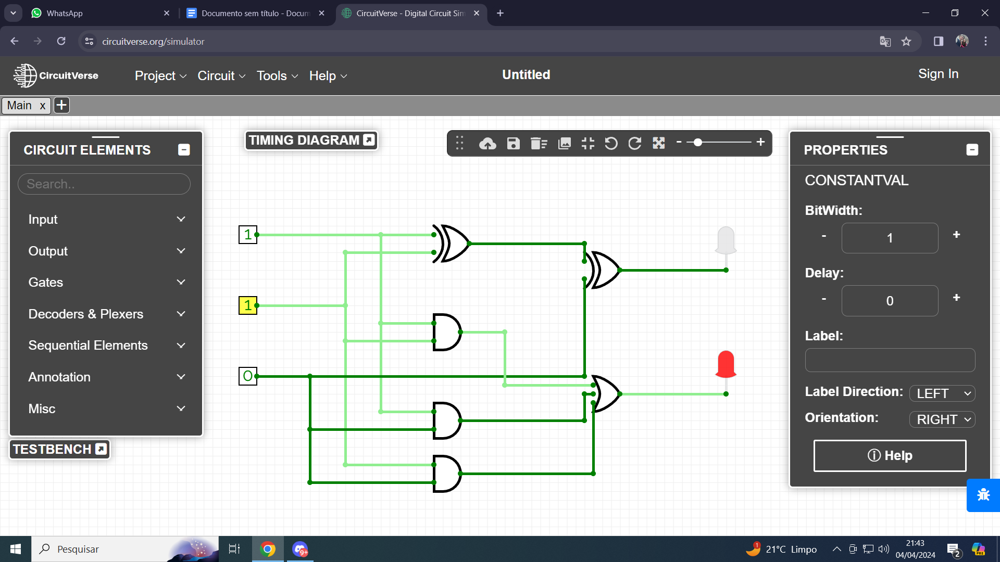 WhatsApp
Documento sem título - Docum
CircuitVerse - Digital Circuit Sim
circuitverse.org/simulator
CircuitVerse
Project
Circuit
Tools
Help
Untitled
Sign In
Main x
TIMING DIAGRAM
CIRCUIT ELEMENTS
Search..
Input
Output
Gates
Decoders & Plexers
Sequential Elements
Annotation
Misc
TESTBENCH
1
1
0
PROPERTIES
CONSTANTVAL
BitWidth:
- 1 +
Delay:
- 0 +
Label:
Label Direction: LEFT
Orientation: RIGHT
Help
Pesquisar
9+
1
21°C Limpo
21:43
04/04/2024
2
PRE